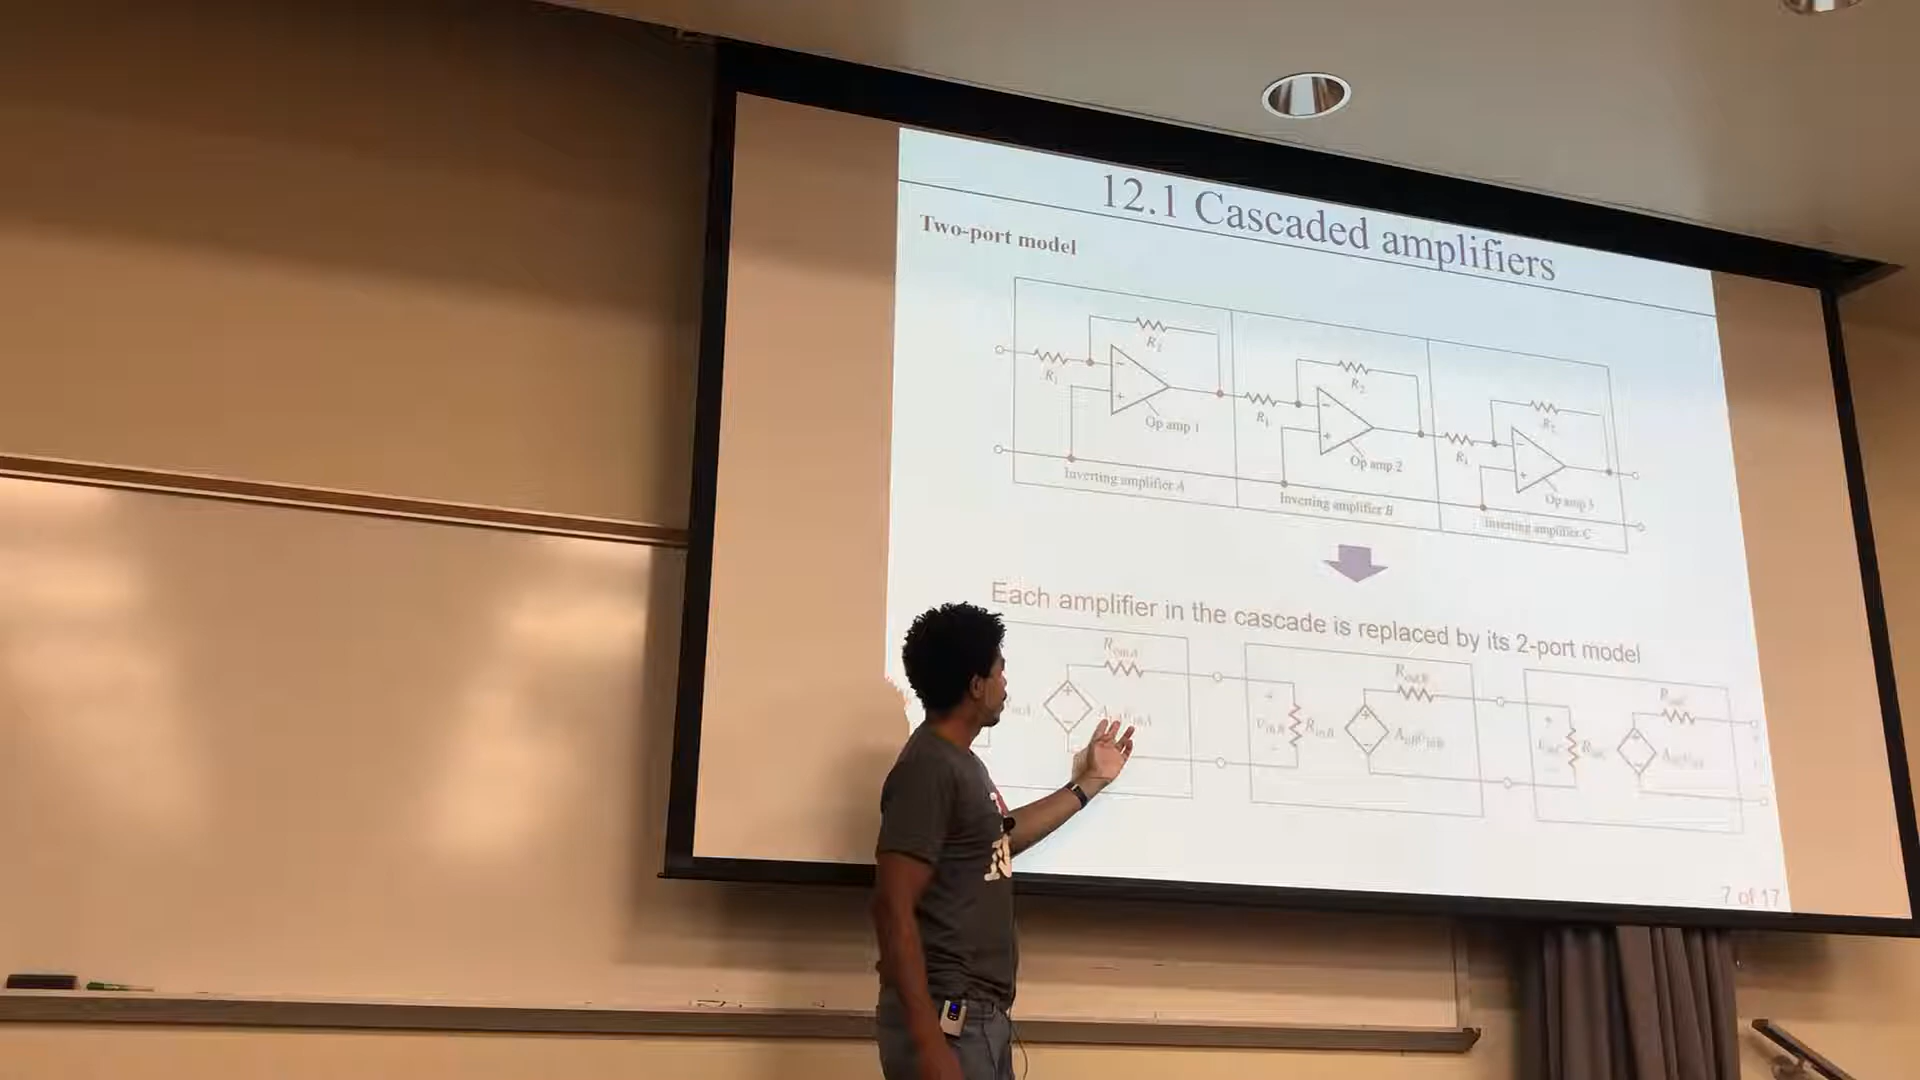 12.1 Cascaded amplifiers
Two-port model
R₂
R₁
Op amp 1
Inverting amplifier A
R₂
R₁
Op amp 2
Inverting amplifier B
R₂
R₁
Op amp 3
Inverting amplifier C
Each amplifier in the cascade is replaced by its 2-port model
+
−
+
−
RinB
RoutB
+
−
+
−
7 of 17